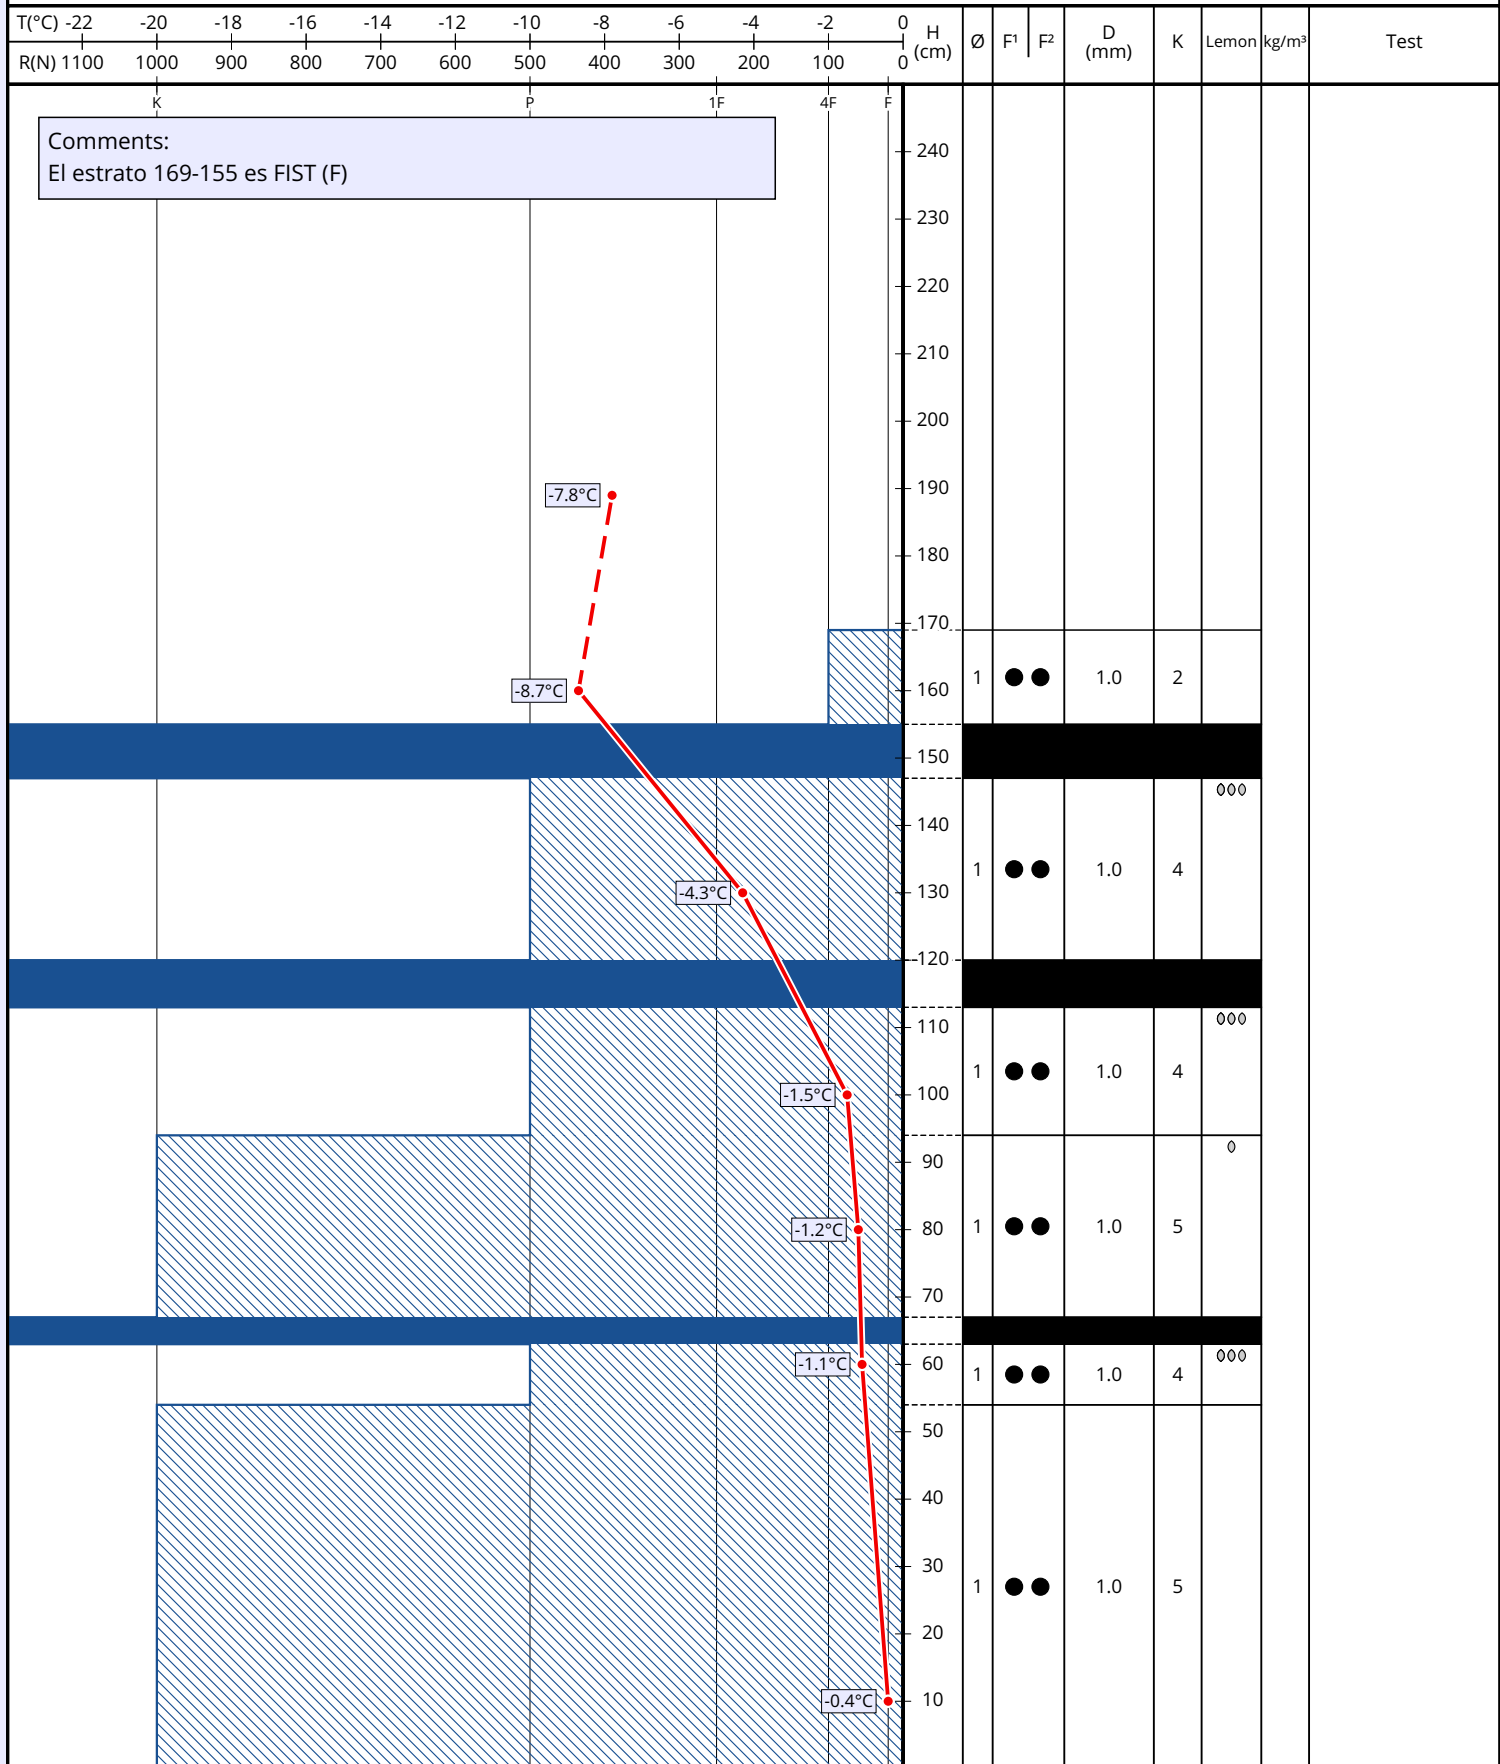 T(°C) -22 -20 -18 -16 -14 -12 -10 -8 -6 -4 -2 0
R(N) 1100 1000 900 800 700 600 500 400 300 200 100 0
H (cm) Ø F¹ F² D (mm) K Lemon kg/m³ Test
K P 1F 4F F
Comments:
El estrato 169-155 es FIST (F)
240
230
220
210
200
-7.8°C 190
180
170
1 1.0 2
-8.7°C 160
150
140
1 1.0 4
-4.3°C 130
120
110
1 1.0 4
-1.5°C 100
90
-1.2°C 80 1 1.0 5
70
-1.1°C 60
1 1.0 4
50
40
30
1 1.0 5
20
-0.4°C 10